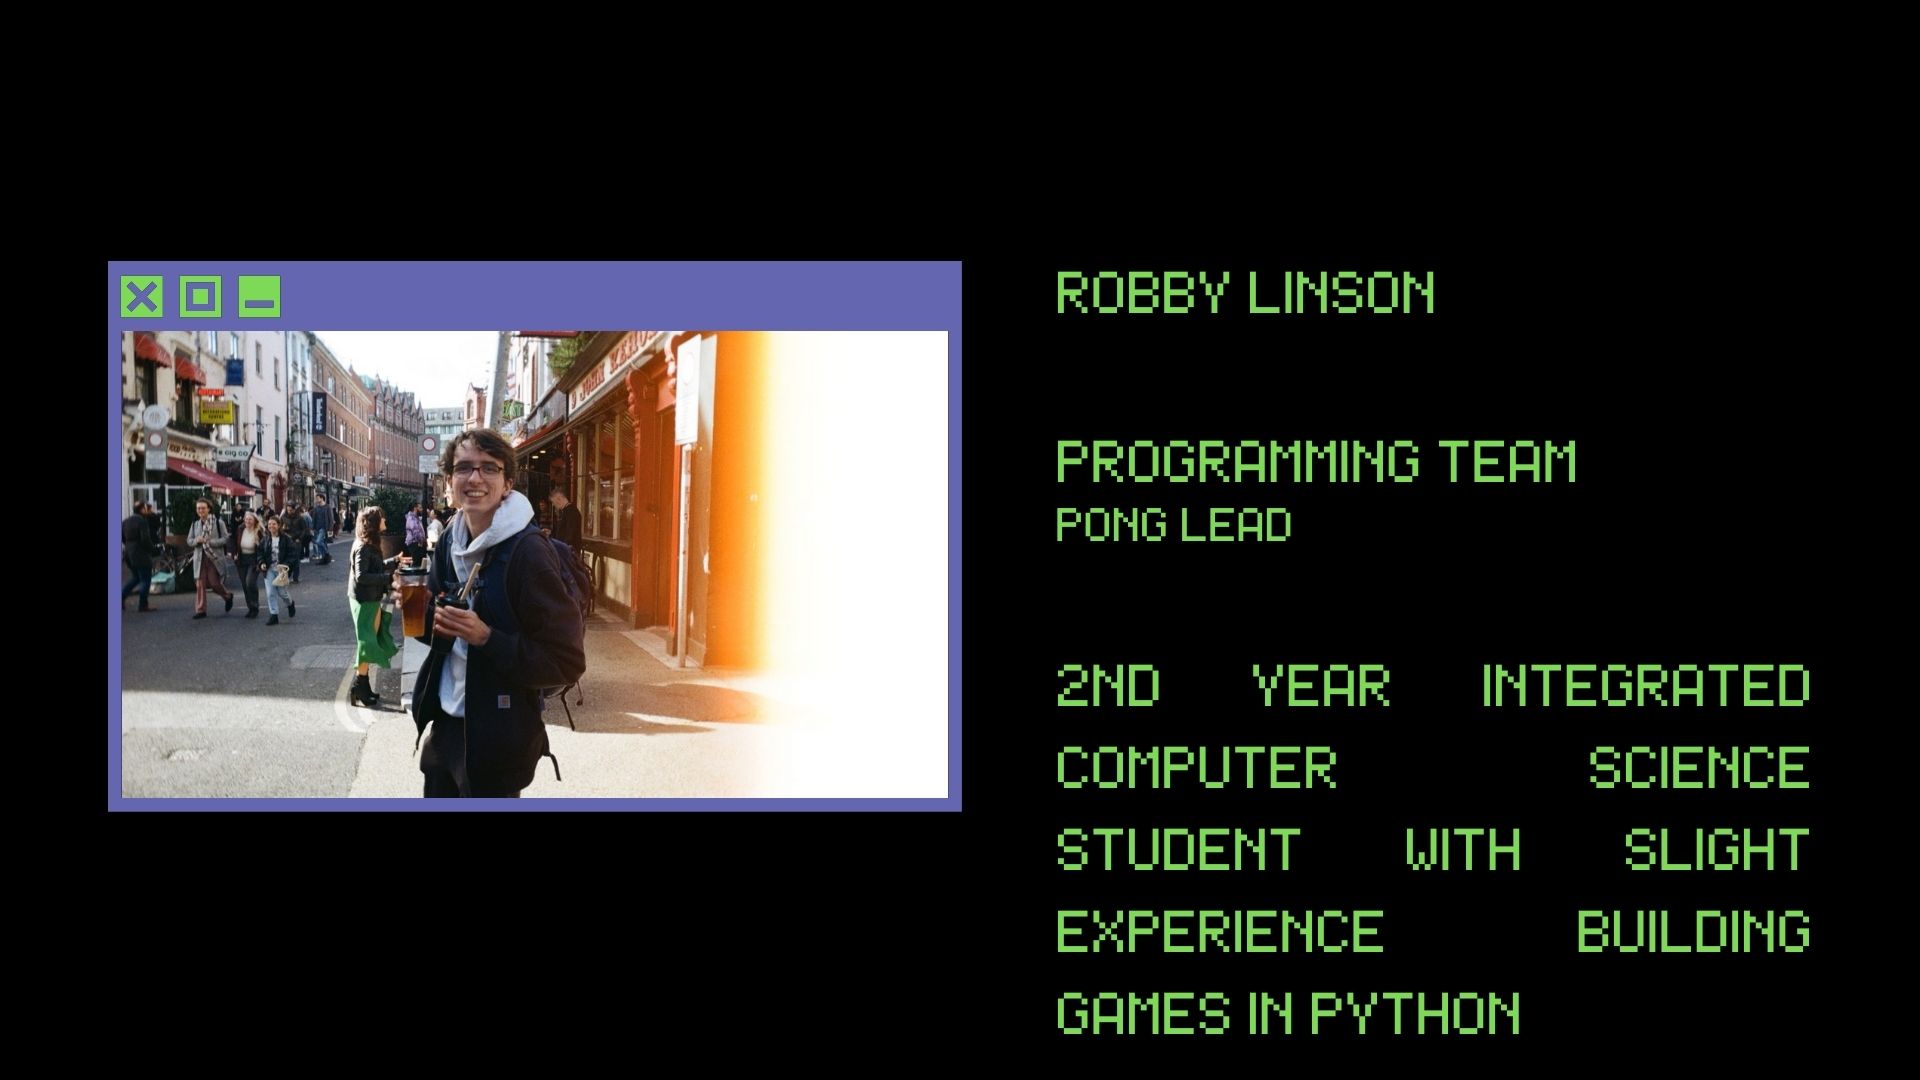 ROBBY LINSON
PROGRAMMING TEAM
PONG LEAD
2ND YEAR INTEGRATED
COMPUTER SCIENCE
STUDENT WITH SLIGHT
EXPERIENCE BUILDING
GAMES IN PYTHON